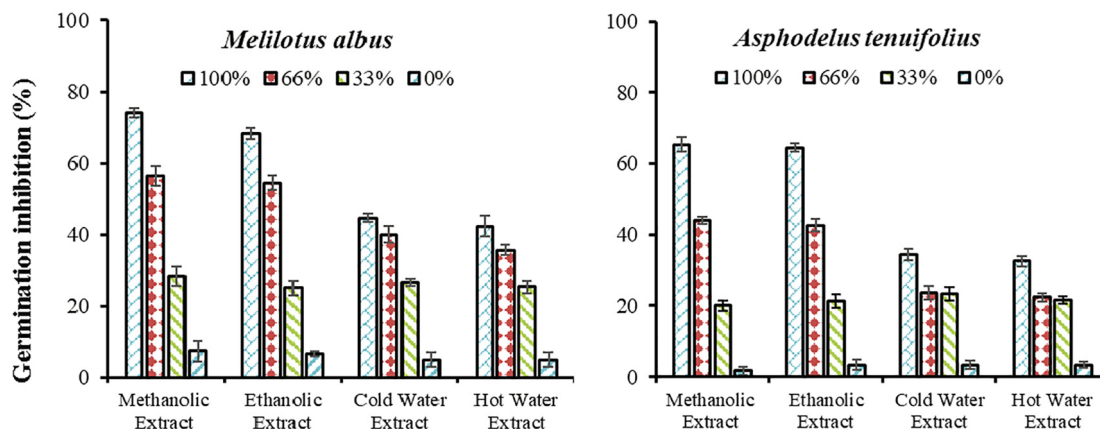 Germination inhibition (%)
100
80
60
40
20
0
Melilotus albus
100% 66% 33% 0%
Methanolic Extract
Ethanolic Extract
Cold Water Extract
Hot Water Extract
100
80
60
40
20
0
Asphodelus tenuifolius
100% 66% 33% 0%
Methanolic Extract
Ethanolic Extract
Cold Water Extract
Hot Water Extract